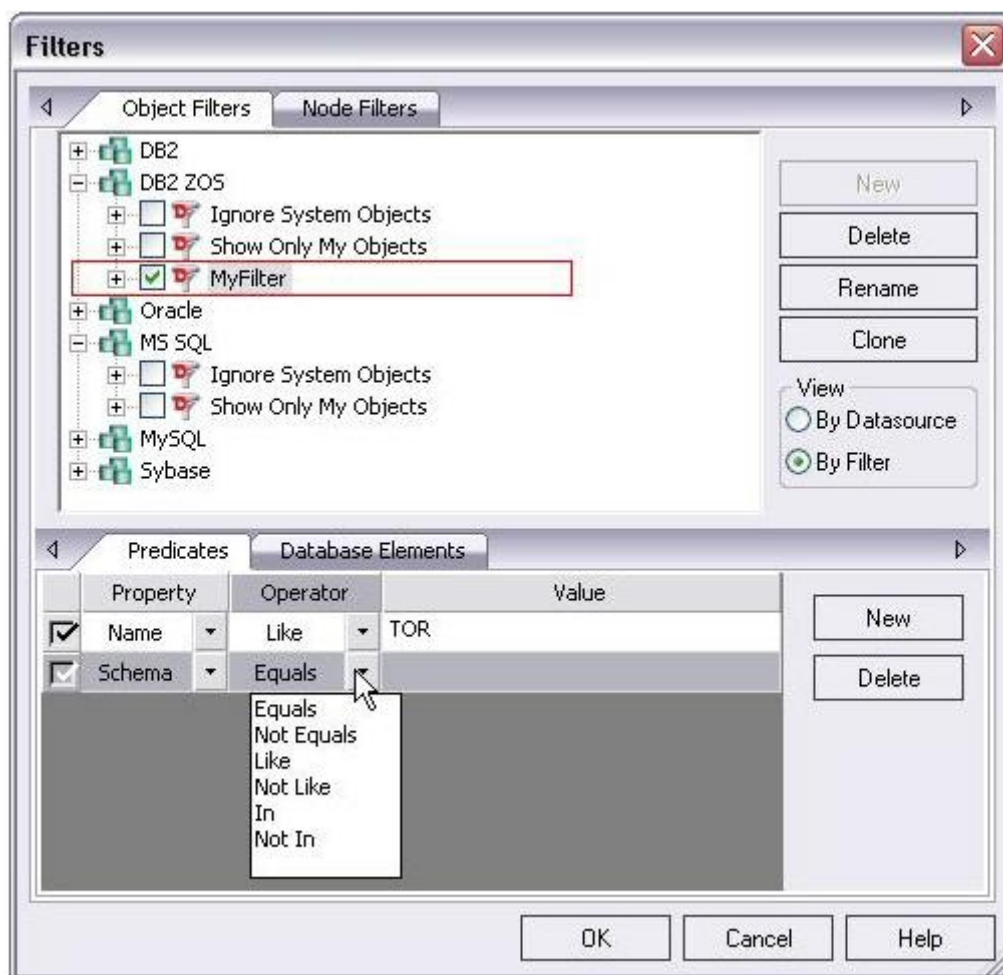 Filters
Object Filters Node Filters
DB2
DB2 ZOS
Ignore System Objects
Show Only My Objects
MyFilter
Oracle
MS SQL
Ignore System Objects
Show Only My Objects
MySQL
Sybase
New
Delete
Rename
Clone
View
By Datasource
By Filter
Predicates Database Elements
Property Operator Value
Name Like TOR
Schema Equals
Equals
Not Equals
Like
Not Like
In
Not In
New
Delete
OK Cancel Help